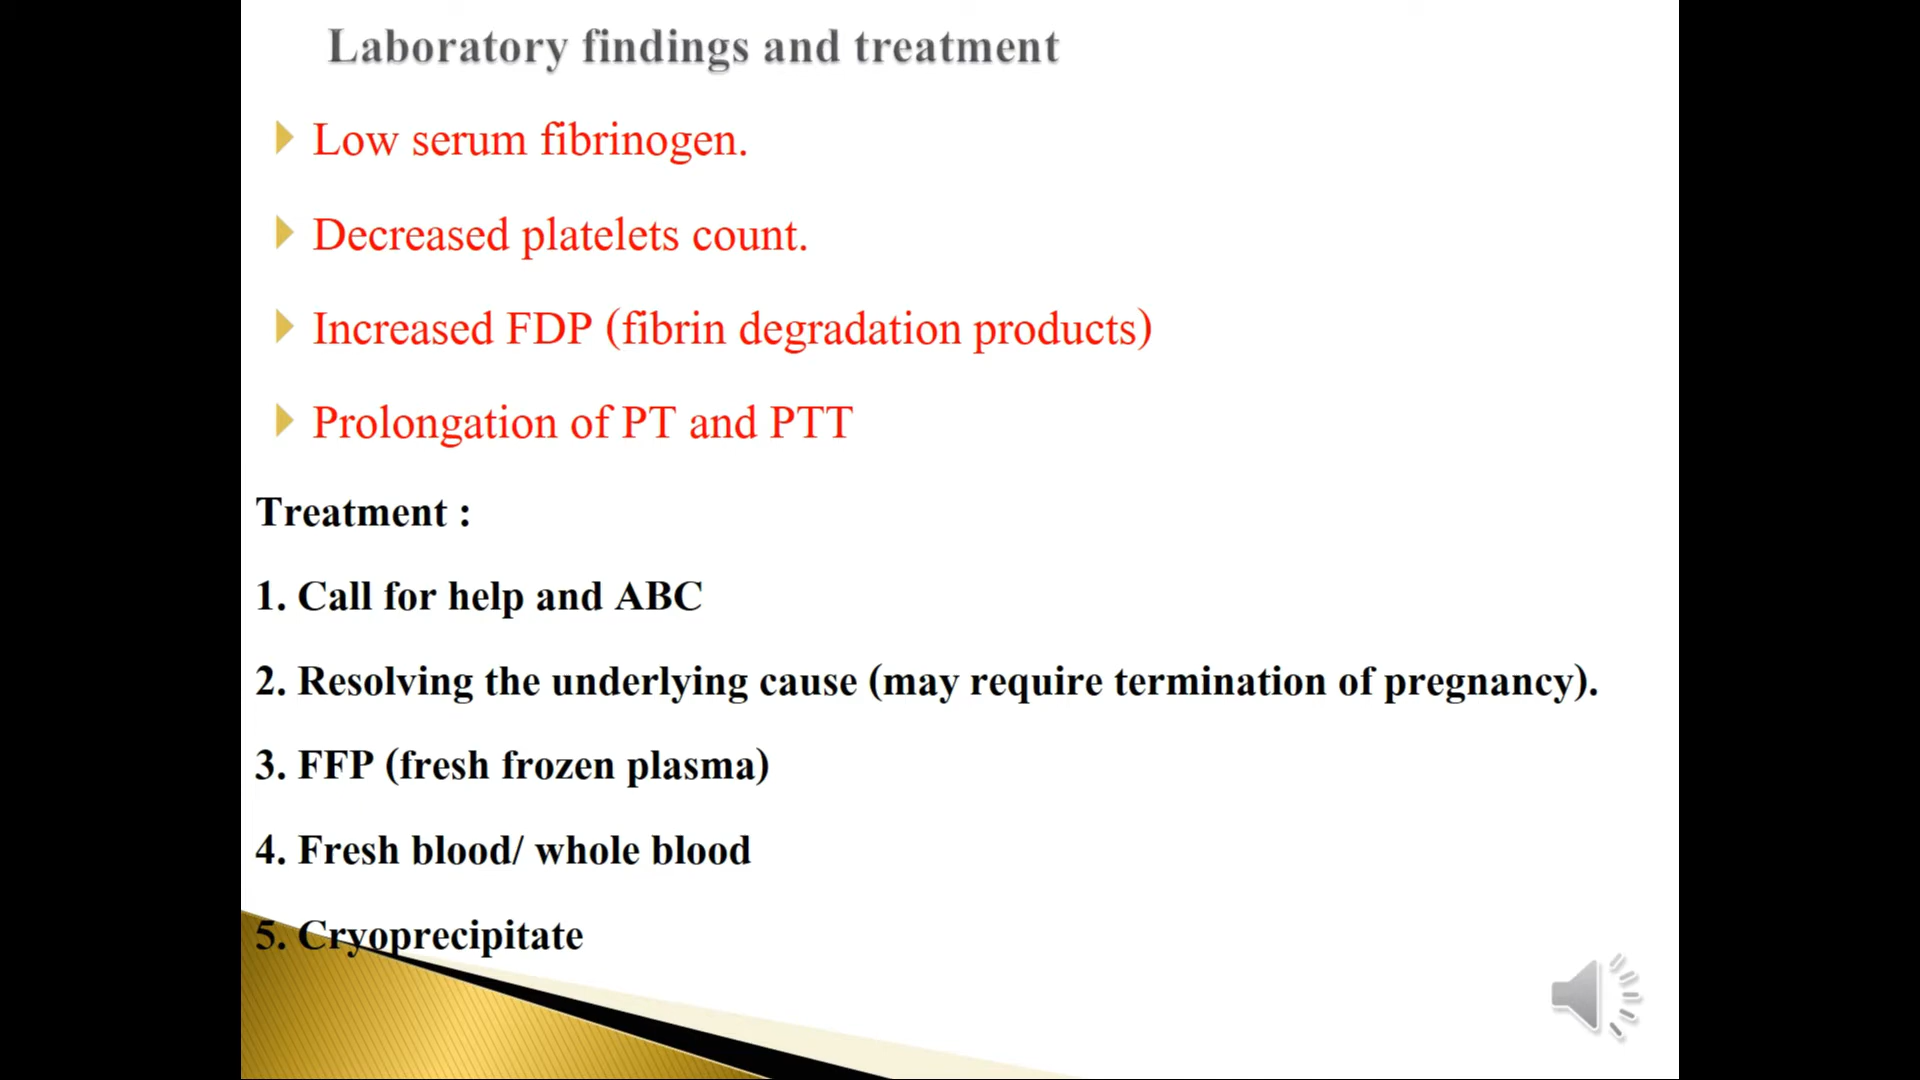 Laboratory findings and treatment
Low serum fibrinogen.
Decreased platelets count.
Increased FDP (fibrin degradation products)
Prolongation of PT and PTT
Treatment :
1. Call for help and ABC
2. Resolving the underlying cause (may require termination of pregnancy).
3. FFP (fresh frozen plasma)
4. Fresh blood/ whole blood
5. Cryoprecipitate